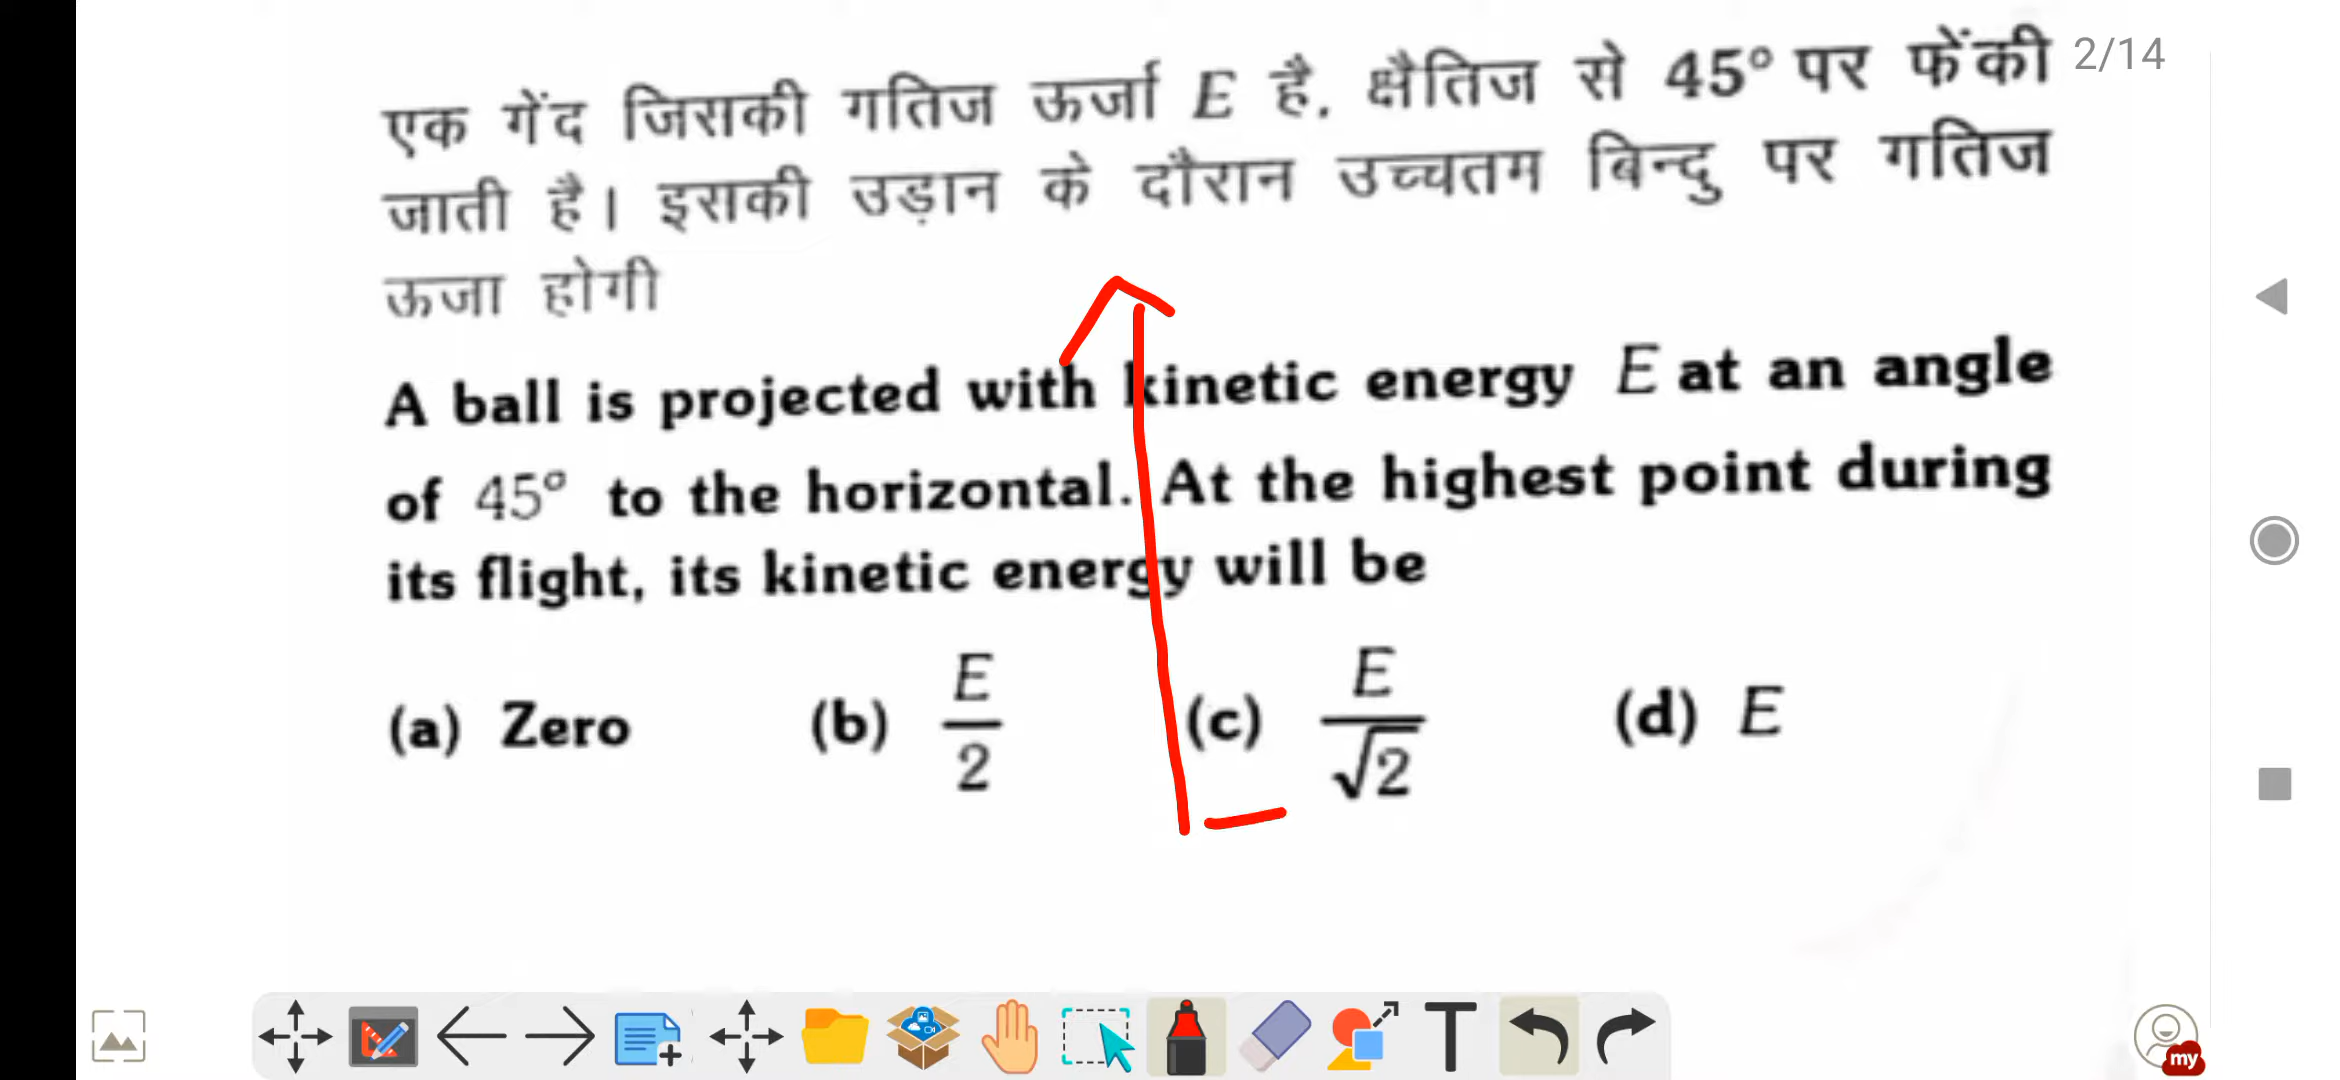 एक गेंद जिसकी गतिज ऊर्जा E है, क्षैतिज से 45° पर फेंकी
2/14
जाती है। इसकी उड़ान के दौरान उच्चतम बिन्दु पर गतिज
ऊजा होगी
A ball is projected with kinetic energy E at an angle
of 45° to the horizontal. At the highest point during
its flight, its kinetic energy will be
(a) Zero (b) E/2 (c) E/√2 (d) E
T
my